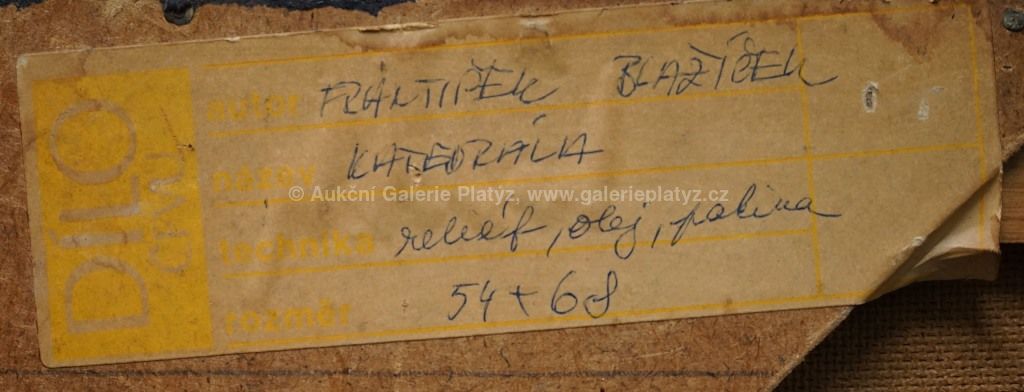 DÍLO
ČFVU
autor FRANTIŠEK BLAŽÍČEK
název KATEDRÁLA
© Aukční Galerie Platýz, www.galerieplatyz.cz
technika reliéf, olej, patina
rozměr 54 + 68